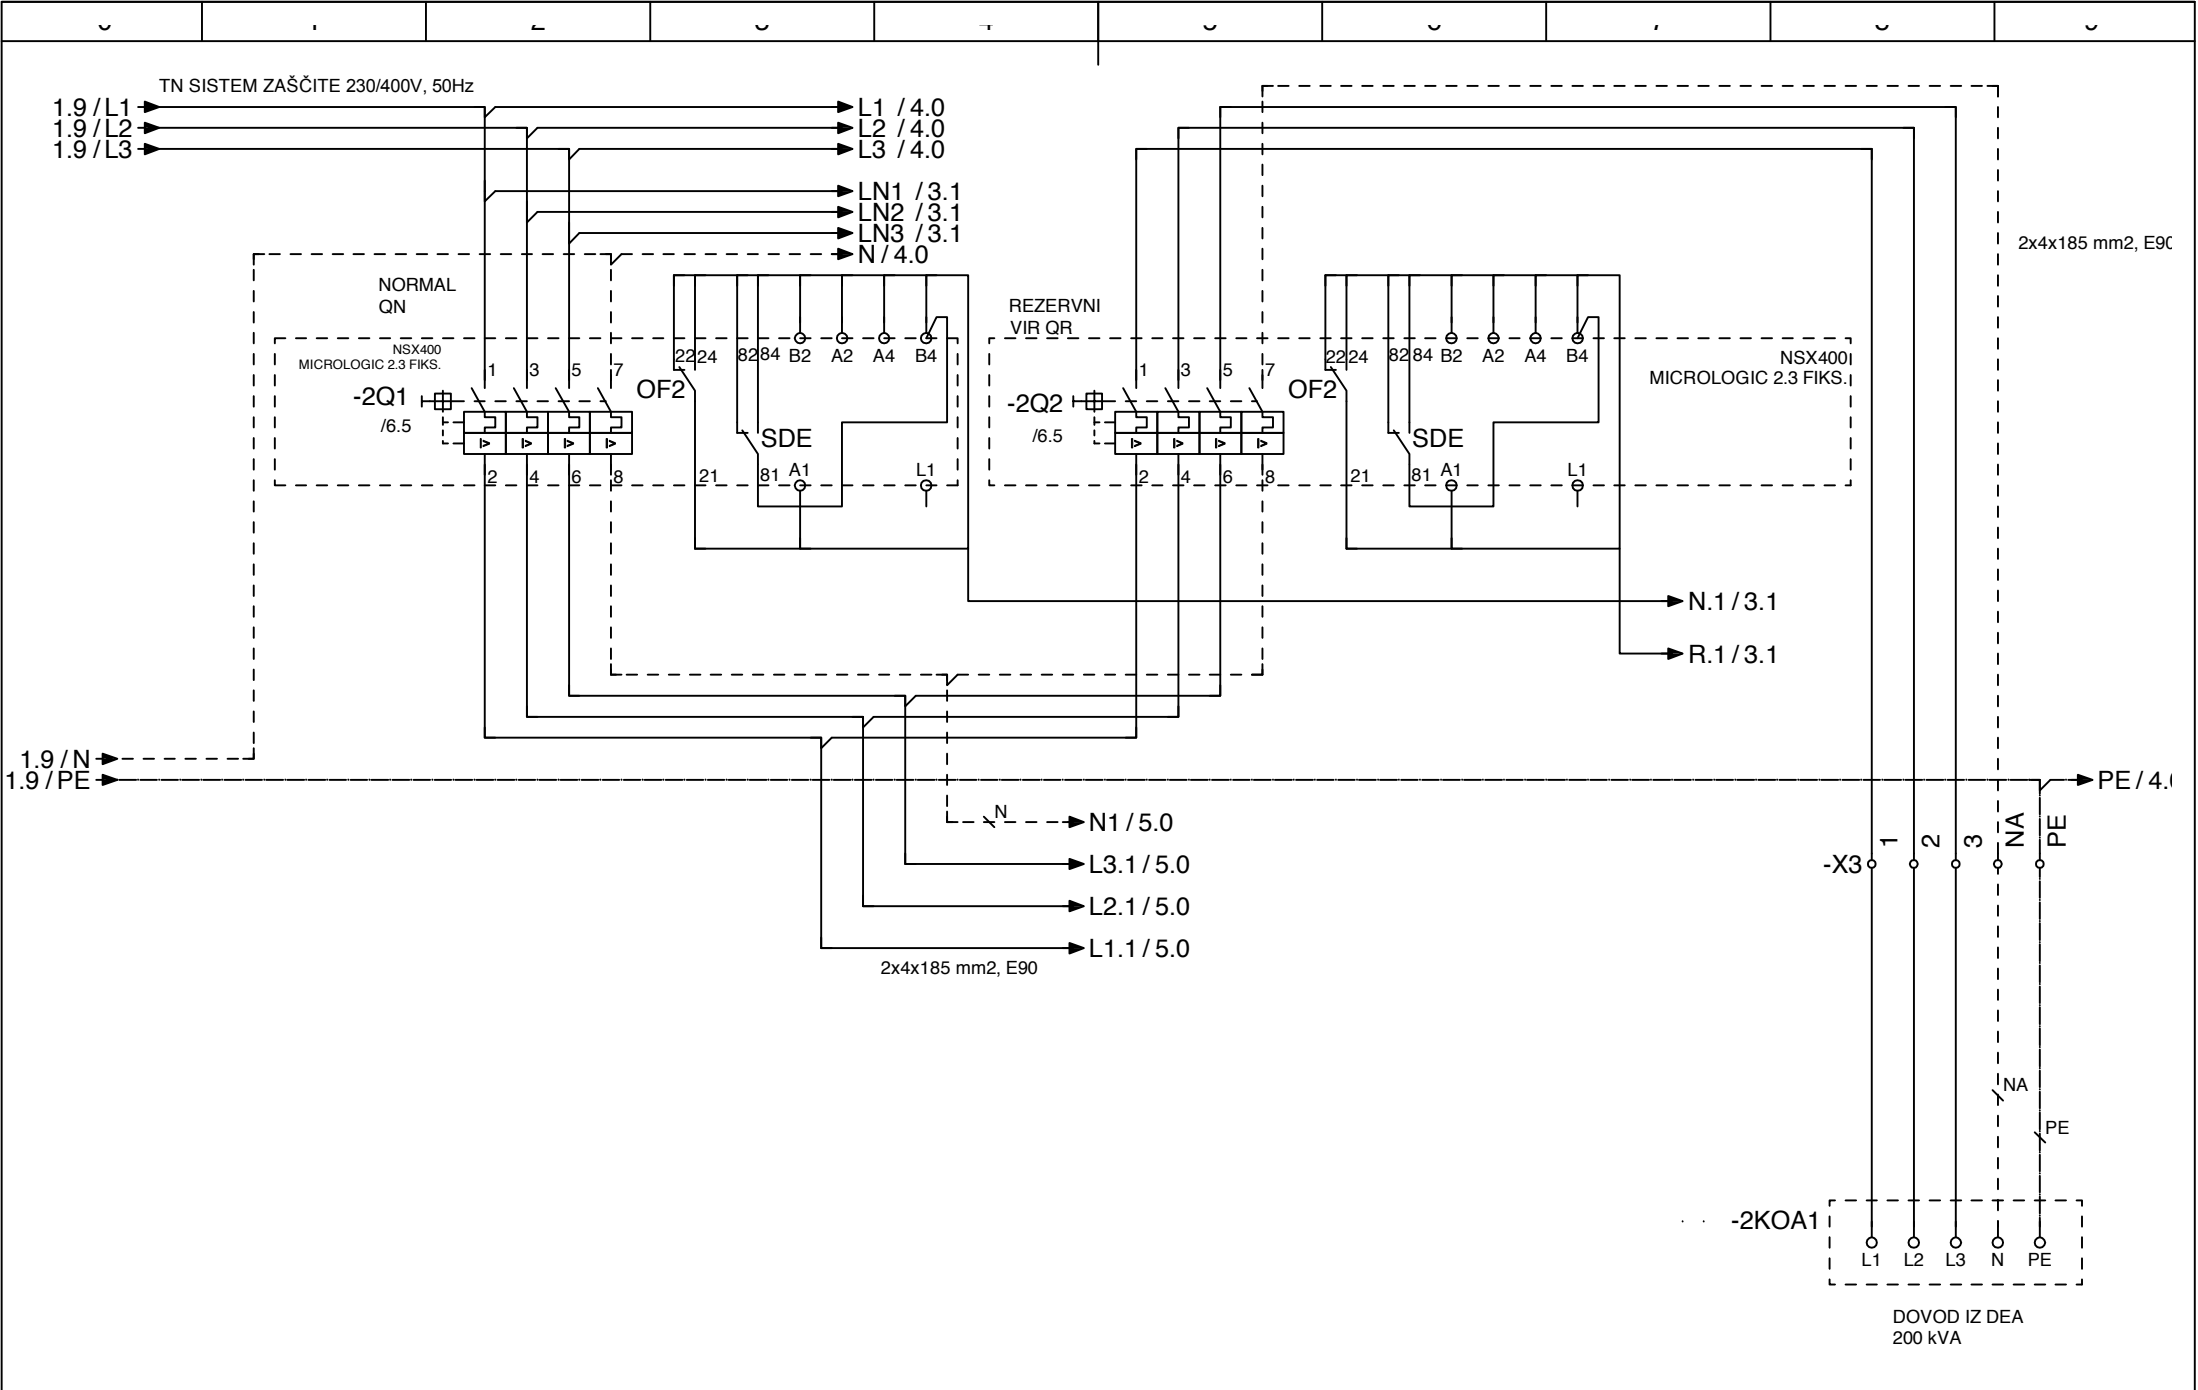 TN SISTEM ZAŠČITE 230/400V, 50Hz
1.9 / L1
1.9 / L2
1.9 / L3
L1 / 4.0
L2 / 4.0
L3 / 4.0
LN1 / 3.1
LN2 / 3.1
LN3 / 3.1
N / 4.0
2x4x185 mm2, E90
NORMAL
QN
REZERVNI
VIR QR
NSX400
MICROLOGIC 2.3 FIKS.
-2Q1
/6.5
1 3 5 7
I> I> I> I>
2 4 6 8
22 24 82 84 B2 A2 A4 B4
OF2
SDE
21 81 A1 L1
NSX400
MICROLOGIC 2.3 FIKS.
-2Q2
/6.5
1 3 5 7
I> I> I> I>
2 4 6 8
22 24 82 84 B2 A2 A4 B4
OF2
SDE
21 81 A1 L1
N.1 / 3.1
R.1 / 3.1
1.9 / N
1.9 / PE
PE / 4.
N
N1 / 5.0
L3.1 / 5.0
L2.1 / 5.0
L1.1 / 5.0
2x4x185 mm2, E90
-X3
1 2 3 NA PE
NA
PE
-2KOA1
L1 L2 L3 N PE
DOVOD IZ DEA
200 kVA